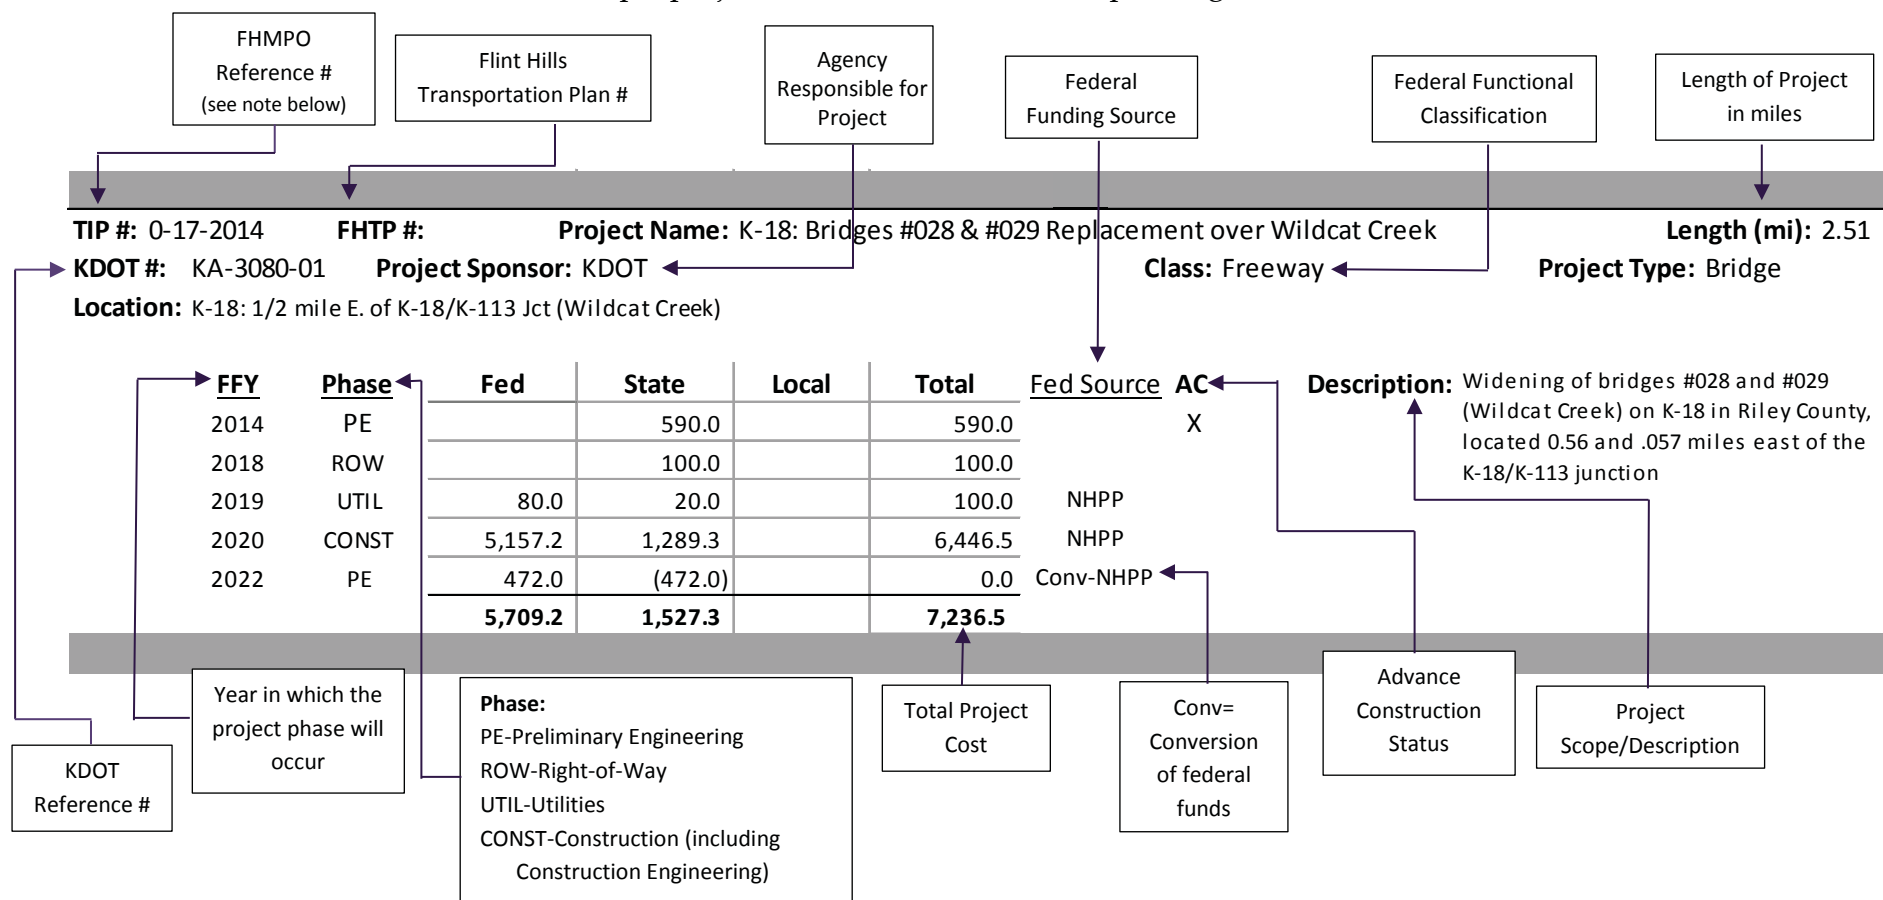 FHMPO
Reference #
(see note below)
Flint Hills
Transportation Plan #
Agency
Responsible for
Project
Federal
Funding Source
Federal Functional
Classification
Length of Project
in miles
TIP #: 0-17-2014 FHTP #: Project Name: K-18: Bridges #028 & #029 Replacement over Wildcat Creek Length (mi): 2.51
KDOT #: KA-3080-01 Project Sponsor: KDOT Class: Freeway Project Type: Bridge
Location: K-18: 1/2 mile E. of K-18/K-113 Jct (Wildcat Creek)
FFY Phase Fed State Local Total Fed Source AC
2014 PE 590.0 590.0 X
2018 ROW 100.0 100.0
2019 UTIL 80.0 20.0 100.0 NHPP
2020 CONST 5,157.2 1,289.3 6,446.5 NHPP
2022 PE 472.0 (472.0) 0.0 Conv-NHPP
5,709.2 1,527.3 7,236.5
Description: Widening of bridges #028 and #029
(Wildcat Creek) on K-18 in Riley County,
located 0.56 and .057 miles east of the
K-18/K-113 junction
KDOT
Reference #
Year in which the
project phase will
occur
Phase:
PE-Preliminary Engineering
ROW-Right-of-Way
UTIL-Utilities
CONST-Construction (including
Construction Engineering)
Total Project
Cost
Conv=
Conversion
of federal
funds
Advance
Construction
Status
Project
Scope/Description